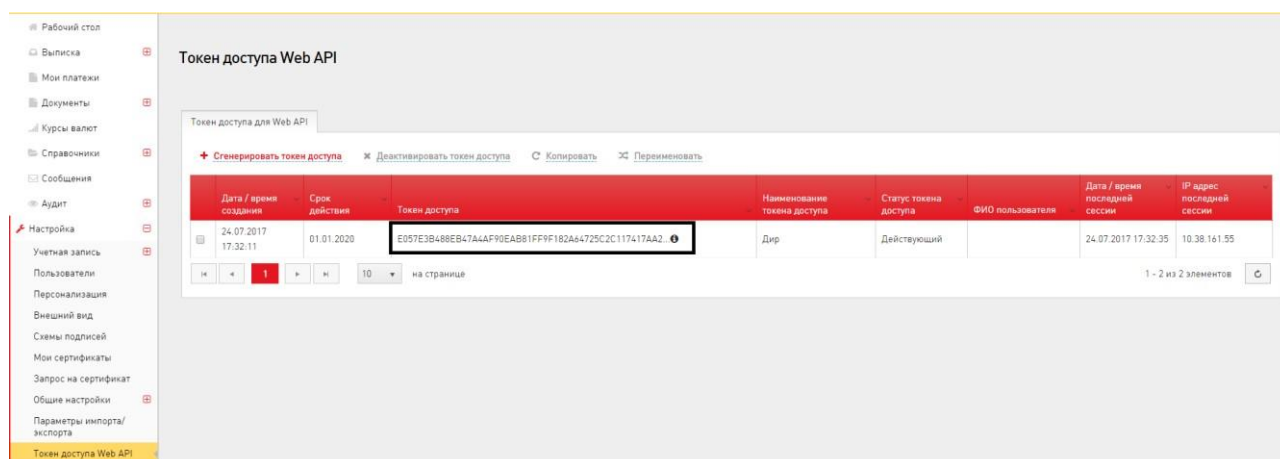 Рабочий стол
Выписка
Мои платежи
Документы
Курсы валют
Справочники
Сообщения
Аудит
Настройка
Учетная запись
Пользователи
Персонализация
Внешний вид
Схемы подписей
Мои сертификаты
Запрос на сертификат
Общие настройки
Параметры импорта/
экспорта
Токен доступа Web API
Токен доступа Web API
Токен доступа для Web API
Сгенерировать токен доступа Деактивировать токен доступа Копировать Переименовать
Дата / время создания Срок действия Токен доступа Наименование токена доступа Статус токена доступа ФИО пользователя Дата / время последней сессии IP адрес последней сессии
24.07.2017 17:32:11 01.01.2020 E057E3B488EB47A4AF90EAB81FF9F182A64725C2C117417AA2... Дир Действующий 24.07.2017 17:32:35 10.38.161.55
1 10 на странице 1 - 2 из 2 элементов